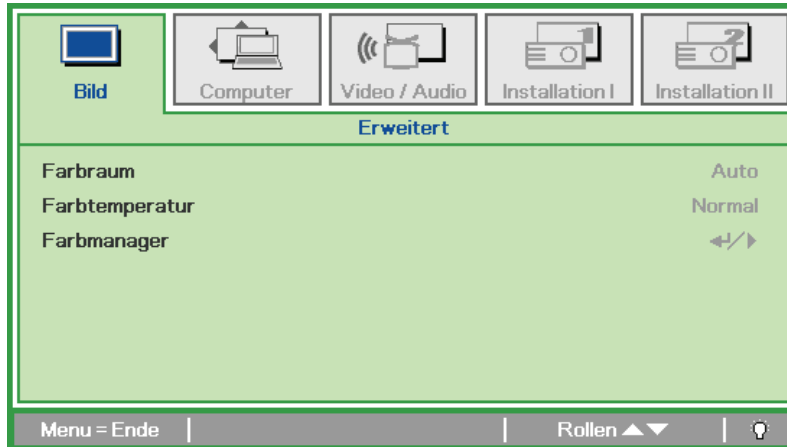 Bild
Computer
Video / Audio
Installation I
Installation II
Erweitert
Farbraum Auto
Farbtemperatur Normal
Farbmanager
Menu = Ende Rollen